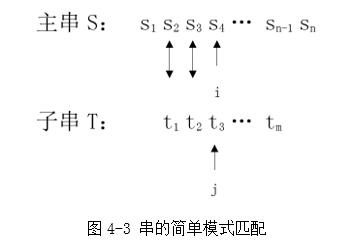 主串 S： S₁ S₂ S₃ S₄ … Sₙ₋₁ Sₙ
i
子串 T： t₁ t₂ t₃ … tₘ
j
图 4-3 串的简单模式匹配